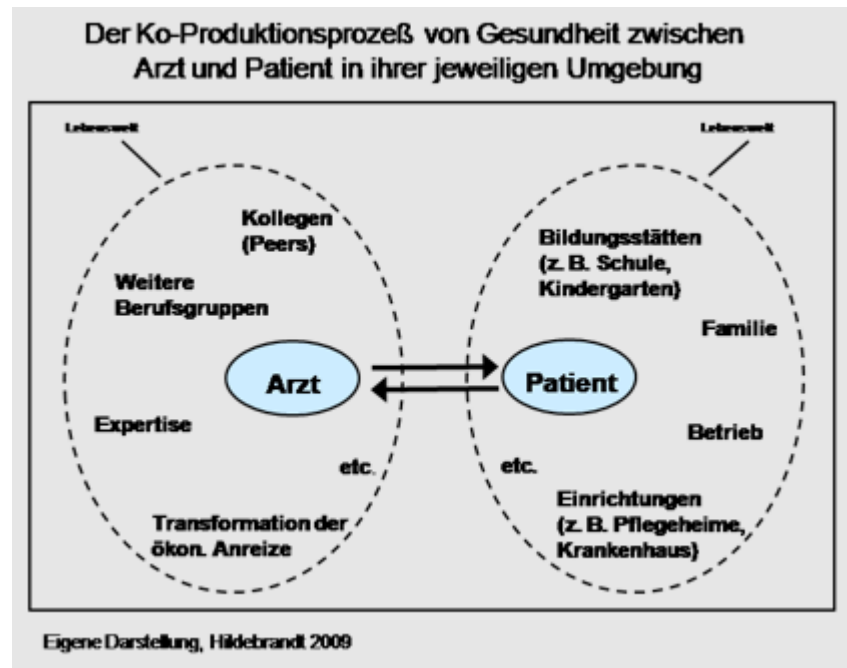 Der Ko-Produktionsprozeß von Gesundheit zwischen
Arzt und Patient in ihrer jeweiligen Umgebung
Lebenswelt
Lebenswelt
Kollegen
(Peers)
Weitere
Berufsgruppen
Arzt
Expertise
etc.
Transformation der
ökon. Anreize
Bildungsstätten
(z. B. Schule,
Kindergarten)
Familie
Patient
Betrieb
etc.
Einrichtungen
(z. B. Pflegeheime,
Krankenhaus)
Eigene Darstellung, Hildebrandt 2009